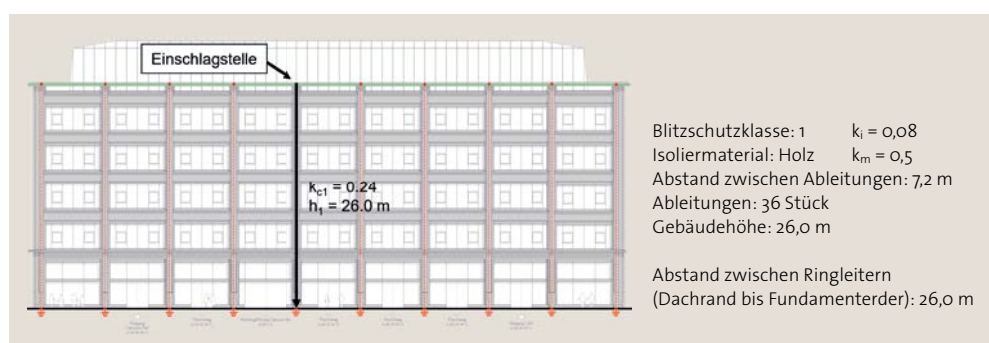 Einschlagstelle
k_c1 = 0.24
h_1 = 26.0 m
Blitzschutzklasse: 1 k_i = 0,08
Isoliermaterial: Holz k_m = 0,5
Abstand zwischen Ableitungen: 7,2 m
Ableitungen: 36 Stück
Gebäudehöhe: 26,0 m
Abstand zwischen Ringleitern
(Dachrand bis Fundamenterder): 26,0 m